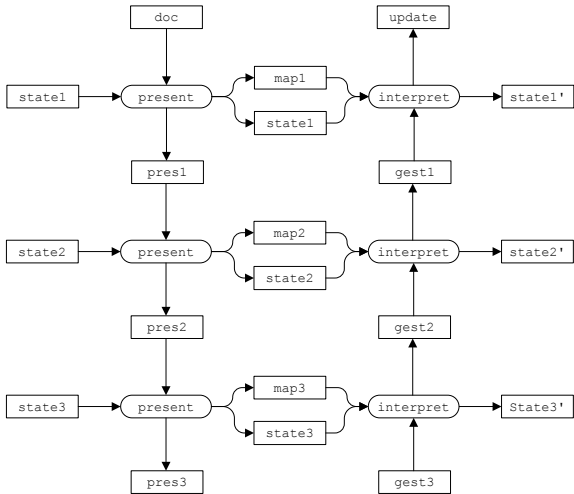 doc
update
map1
state1
present
interpret
state1'
state1
pres1
gest1
map2
state2
present
interpret
state2'
state2
pres2
gest2
map3
state3
present
interpret
State3'
state3
pres3
gest3